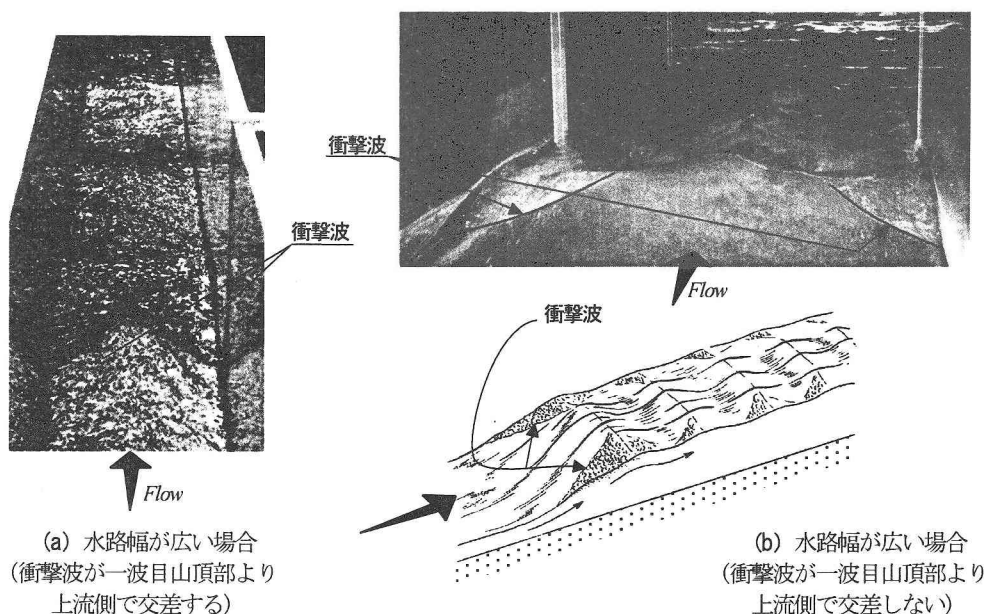 衝撃波
Flow
(a) 水路幅が広い場合
(衝撃波が一波目山頂部より
上流側で交差する)
衝撃波
Flow
衝撃波
(b) 水路幅が広い場合
(衝撃波が一波目山頂部より
上流側で交差しない)